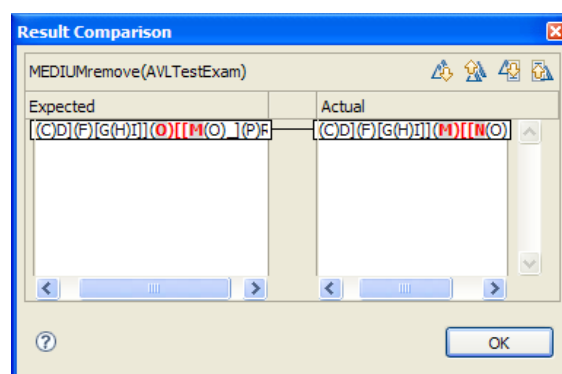 Result Comparison
MEDIUMremove(AVLTestExam)
Expected Actual
(C)D](F)[G(H)I]](O)[[M(O)_](P)R (C)D](F)[G(H)I]](M)[[N(O)
OK